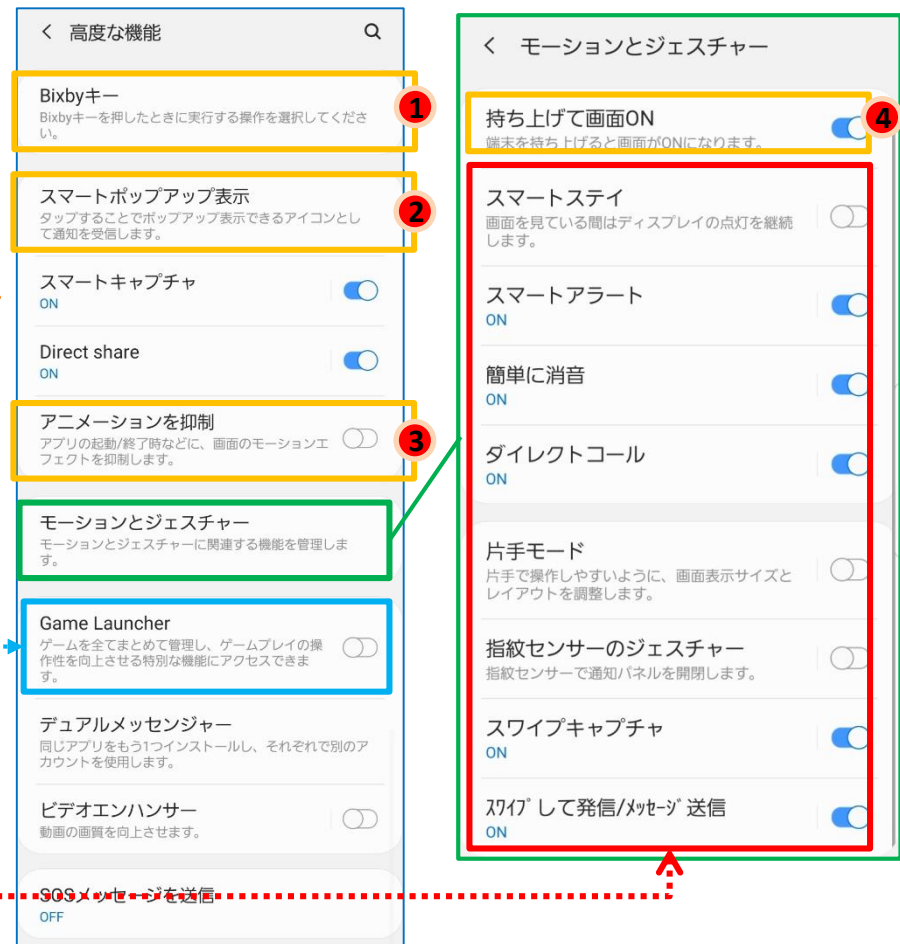 高度な機能
Bixbyキー
Bixbyキーを押したときに実行する操作を選択してくださ
い。
1
スマートポップアップ表示
タップすることでポップアップ表示できるアイコンとし
て通知を受信します。
2
スマートキャプチャ
ON
Direct share
ON
アニメーションを抑制
アプリの起動/終了時などに、画面のモーションエ
フェクトを抑制します。
3
モーションとジェスチャー
モーションとジェスチャーに関連する機能を管理しま
す。
Game Launcher
ゲームを全てまとめて管理し、ゲームプレイの操
作性を向上させる特別な機能にアクセスできま
す。
デュアルメッセンジャー
同じアプリをもう1つインストールし、それぞれで別のア
カウントを使用します。
ビデオエンハンサー
動画の画質を向上させます。
SOSメッセージを送信
OFF
モーションとジェスチャー
持ち上げて画面ON
端末を持ち上げると画面がONになります。
4
スマートステイ
画面を見ている間はディスプレイの点灯を継続
します。
スマートアラート
ON
簡単に消音
ON
ダイレクトコール
ON
片手モード
片手で操作しやすいように、画面表示サイズと
レイアウトを調整します。
指紋センサーのジェスチャー
指紋センサーで通知パネルを開閉します。
スワイプキャプチャ
ON
ｽﾜｲﾌﾟして発信/ﾒｯｾｰｼﾞ送信
ON